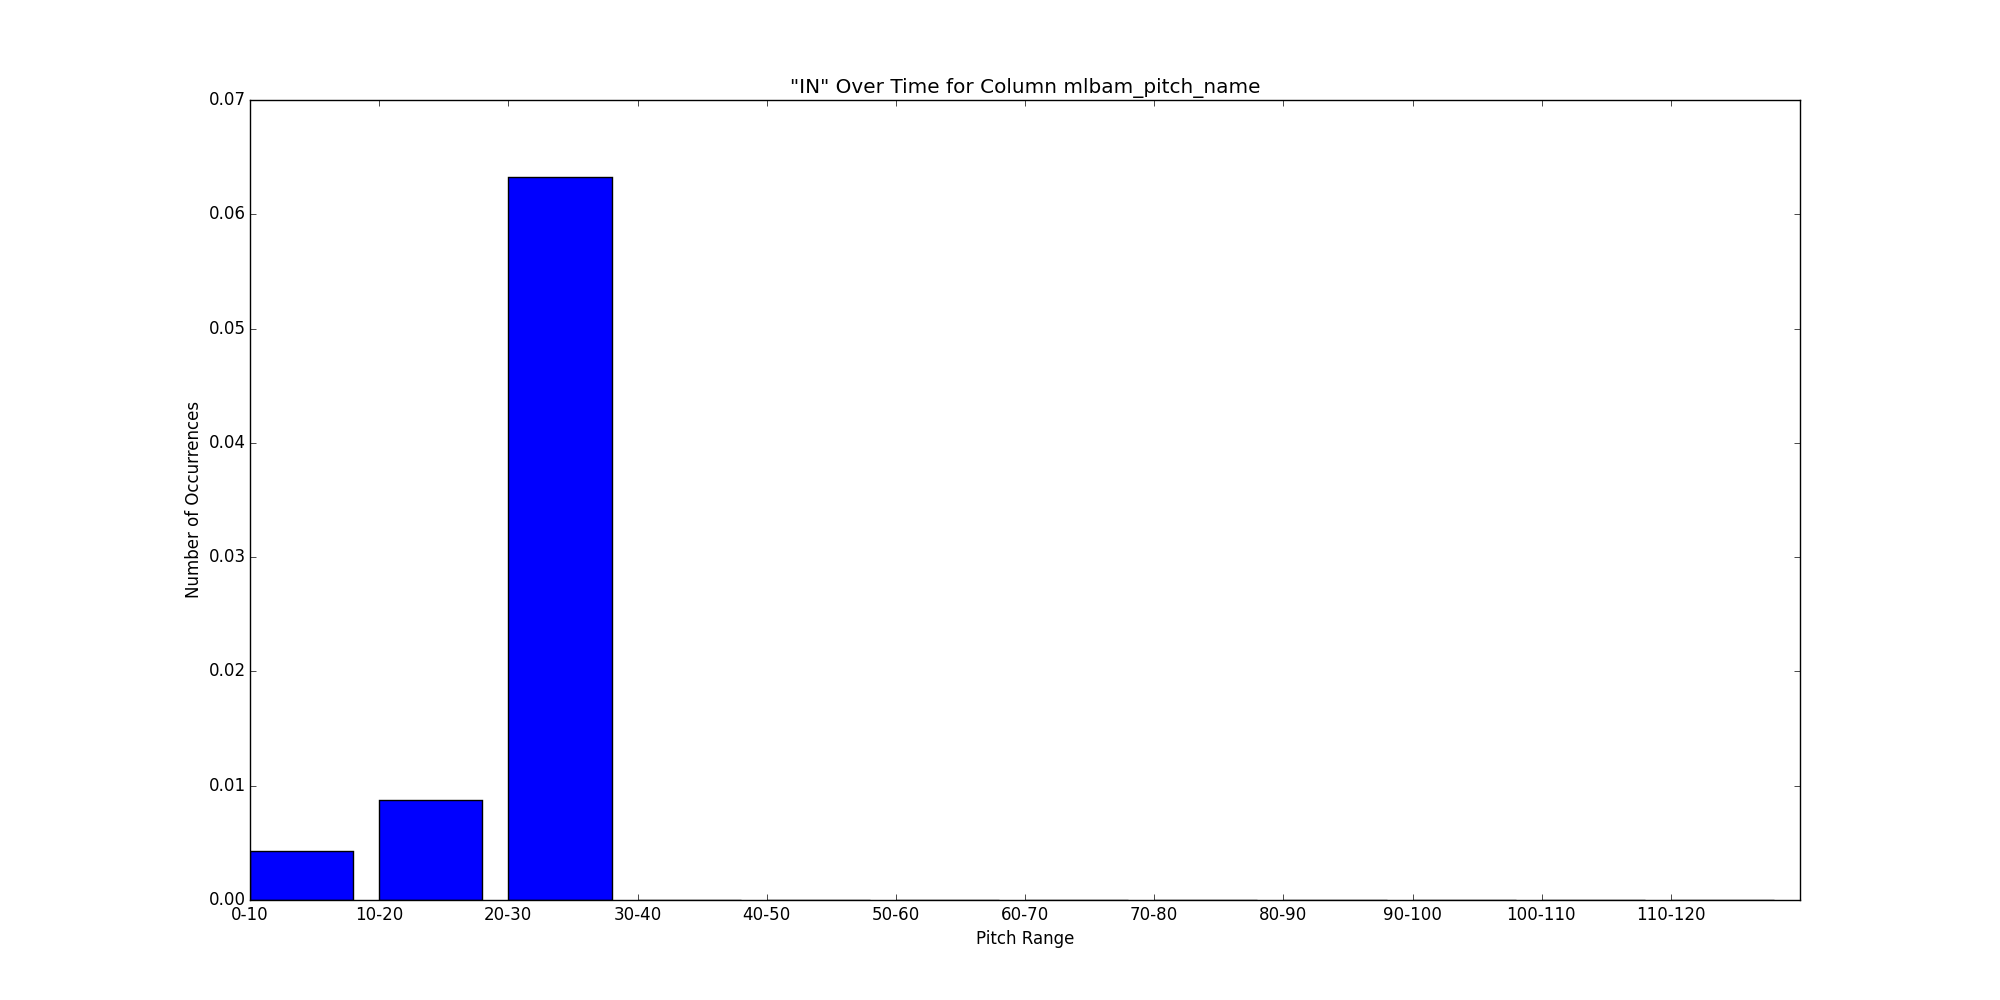 "IN" Over Time for Column mlbam_pitch_name
0.07
0.06
0.05
0.04
0.03
0.02
0.01
0.00
Number of Occurrences
0-10 10-20 20-30 30-40 40-50 50-60 60-70 70-80 80-90 90-100 100-110 110-120
Pitch Range